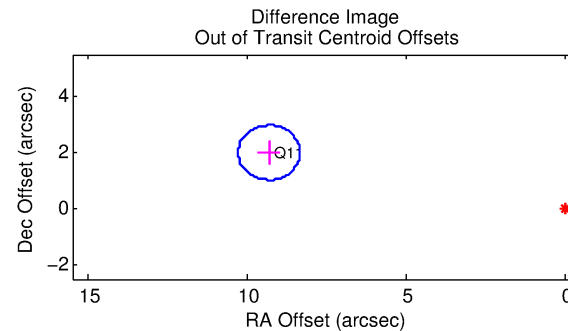 Difference Image
Out of Transit Centroid Offsets
Dec Offset (arcsec)
4
2
0
−2
Q1
15
10
5
0
RA Offset (arcsec)